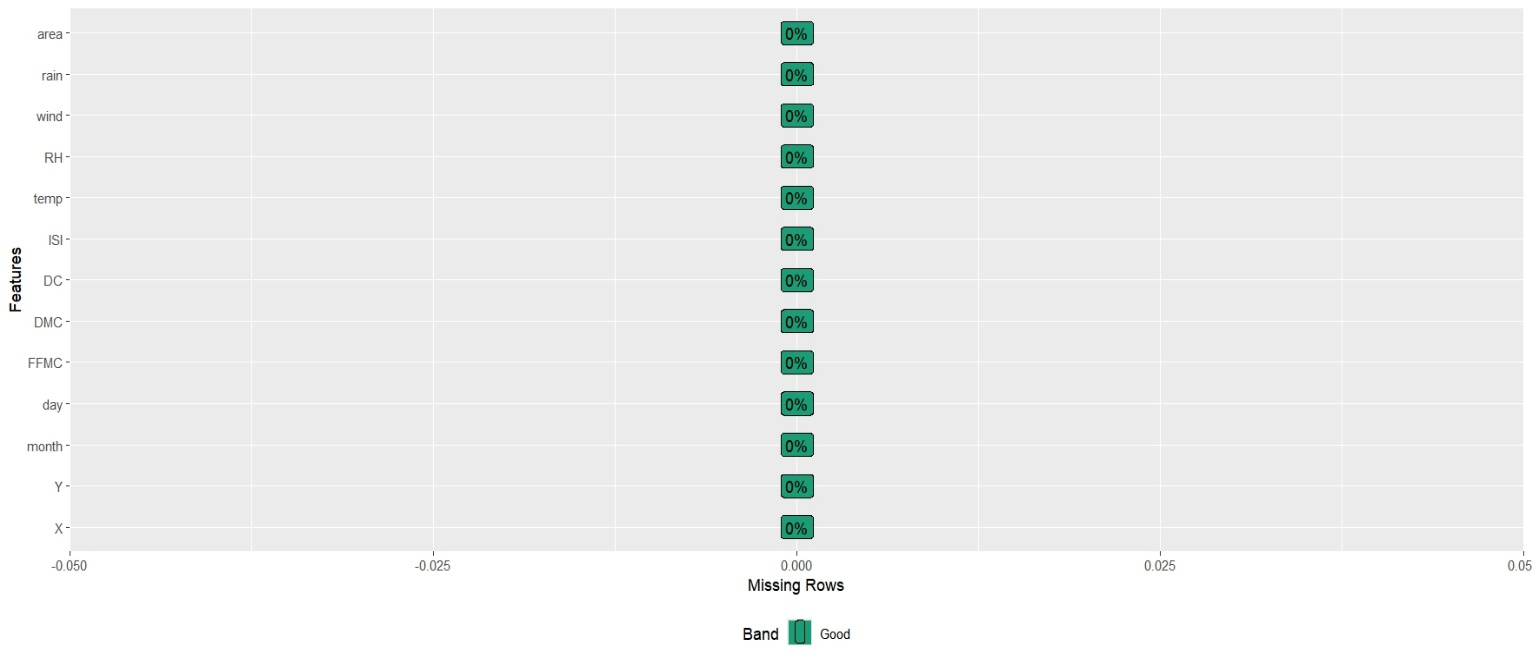 area 0%
rain 0%
wind 0%
RH 0%
temp 0%
ISI 0%
DC 0%
DMC 0%
FFMC 0%
day 0%
month 0%
Y 0%
X 0%
Features
-0.050 -0.025 0.000 0.025 0.05
Missing Rows
Band Good